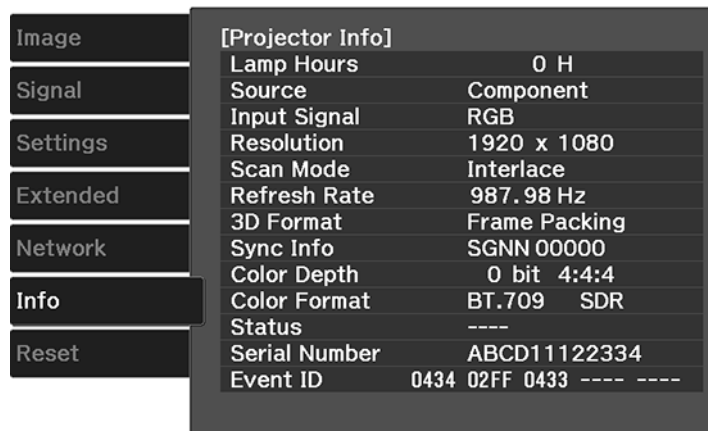 Image
Signal
Settings
Extended
Network
Info
Reset
[Projector Info]
Lamp Hours 0 H
Source Component
Input Signal RGB
Resolution 1920 x 1080
Scan Mode Interlace
Refresh Rate 987.98 Hz
3D Format Frame Packing
Sync Info SGNN 00000
Color Depth 0 bit 4:4:4
Color Format BT.709 SDR
Status ----
Serial Number ABCD11122334
Event ID 0434 02FF 0433 ---- ----